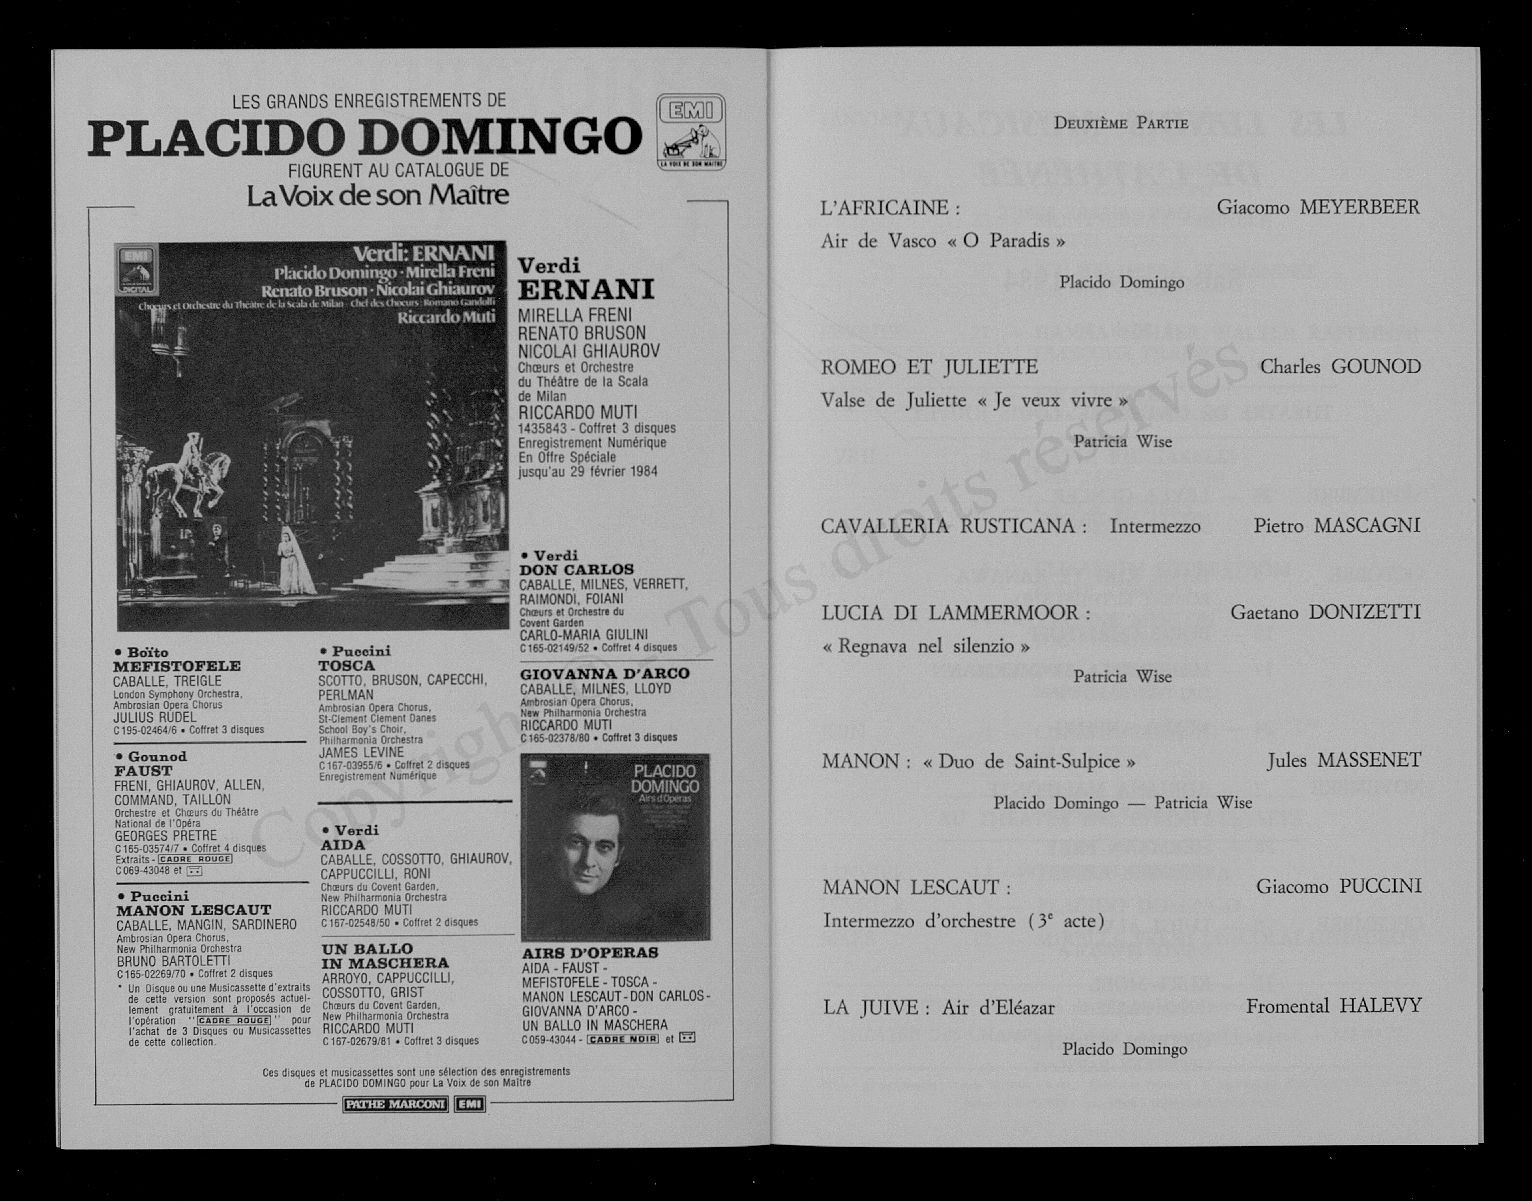 LES GRANDS ENREGISTREMENTS DE
PLACIDO DOMINGO
FIGURENT AU CATALOGUE DE
La Voix de son Maître
EMI
LA VOIX DE SON MAITRE
EMI
DIGITAL
Verdi: ERNANI
Plácido Domingo · Mirella Freni
Renato Bruson · Nicolai Ghiaurov
Chœurs et Orchestre du Théâtre de la Scala de Milan - Chef des Chœurs: Romano Gandolfi
Riccardo Muti
Verdi
ERNANI
MIRELLA FRENI
RENATO BRUSON
NICOLAI GHIAUROV
Chœurs et Orchestre
du Théâtre de la Scala
de Milan
RICCARDO MUTI
1435843 - Coffret 3 disques
Enregistrement Numérique
En Offre Spéciale
jusqu'au 29 février 1984
• Verdi
DON CARLOS
CABALLE, MILNES, VERRETT,
RAIMONDI, FOIANI
Chœurs et Orchestre du
Covent Garden
CARLO-MARIA GIULINI
C 165-02149/52 • Coffret 4 disques
GIOVANNA D'ARCO
CABALLE, MILNES, LLOYD
Ambrosian Opera Chorus,
New Philharmonia Orchestra
RICCARDO MUTI
C 165-02378/80 • Coffret 3 disques
• Boïto
MEFISTOFELE
CABALLE, TREIGLE
London Symphony Orchestra,
Ambrosian Opera Chorus
JULIUS RUDEL
C 195-02464/6 • Coffret 3 disques
• Gounod
FAUST
FRENI, GHIAUROV, ALLEN,
COMMAND, TAILLON
Orchestre et Chœurs du Théâtre
National de l'Opéra
GEORGES PRETRE
C 165-03574/7 • Coffret 4 disques
Extraits - CADRE ROUGE
C 069-43048 et
• Puccini
MANON LESCAUT
CABALLE, MANGIN, SARDINERO
Ambrosian Opera Chorus,
New Philharmonia Orchestra
BRUNO BARTOLETTI
C 165-02269/70 • Coffret 2 disques
* Un Disque ou une Musicassette d'extraits
de cette version sont proposés actuel-
lement gratuitement à l'occasion de
l'opération "CADRE ROUGE" pour
l'achat de 3 Disques ou Musicassettes
de cette collection.
• Puccini
TOSCA
SCOTTO, BRUSON, CAPECCHI,
PERLMAN
Ambrosian Opera Chorus,
St-Clement Clement Danes
School Boy's Choir,
Philharmonia Orchestra
JAMES LEVINE
C 167-03955/6 • Coffret 2 disques
Enregistrement Numérique
• Verdi
AIDA
CABALLE, COSSOTTO, GHIAUROV,
CAPPUCCILLI, RONI
Chœurs du Covent Garden,
New Philharmonia Orchestra
RICCARDO MUTI
C 167-02548/50 • Coffret 2 disques
UN BALLO
IN MASCHERA
ARROYO, CAPPUCCILLI,
COSSOTTO, GRIST
Chœurs du Covent Garden,
New Philharmonia Orchestra
RICCARDO MUTI
C 167-02679/81 • Coffret 3 disques
PLACIDO
DOMINGO
Airs d'Opéras
AIRS D'OPERAS
AIDA - FAUST -
MEFISTOFELE - TOSCA -
MANON LESCAUT - DON CARLOS -
GIOVANNA D'ARCO -
UN BALLO IN MASCHERA
C 059-43044 - CADRE NOIR et
Ces disques et musicassettes sont une sélection des enregistrements
de PLACIDO DOMINGO pour La Voix de son Maître
PATHE MARCONI EMI
DEUXIÈME PARTIE
L'AFRICAINE : Giacomo MEYERBEER
Air de Vasco « O Paradis »
Placido Domingo
ROMEO ET JULIETTE Charles GOUNOD
Valse de Juliette « Je veux vivre »
Patricia Wise
CAVALLERIA RUSTICANA : Intermezzo Pietro MASCAGNI
LUCIA DI LAMMERMOOR : Gaetano DONIZETTI
« Regnava nel silenzio »
Patricia Wise
MANON : « Duo de Saint-Sulpice » Jules MASSENET
Placido Domingo — Patricia Wise
MANON LESCAUT : Giacomo PUCCINI
Intermezzo d'orchestre (3e acte)
LA JUIVE : Air d'Eléazar Fromental HALEVY
Placido Domingo
Copyright © - Tous droits réservés